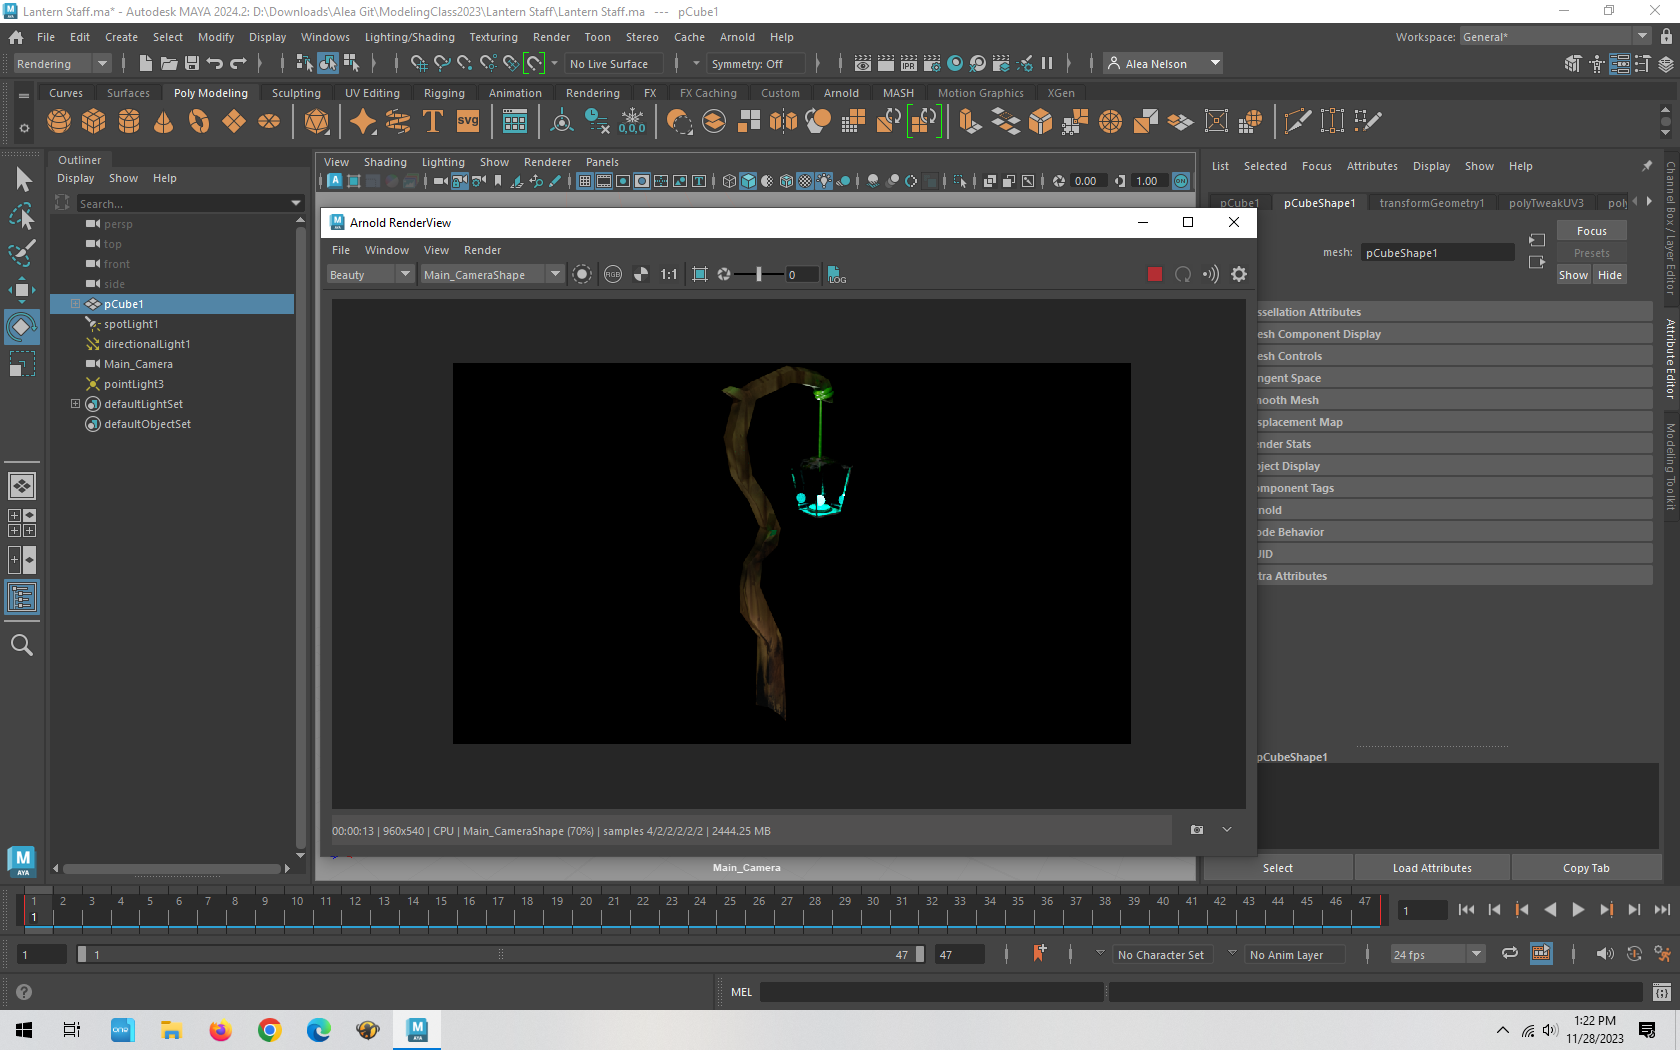 Lantern Staff.ma* - Autodesk MAYA 2024.2: D:\Downloads\Alea Git\ModelingClass2023\Lantern Staff\Lantern Staff.ma --- pCube1
File Edit Create Select Modify Display Windows Lighting/Shading Texturing Render Toon Stereo Cache Arnold Help
Workspace: General*
Rendering
No Live Surface
Symmetry: Off
Alea Nelson
Curves Surfaces Poly Modeling Sculpting UV Editing Rigging Animation Rendering FX FX Caching Custom Arnold MASH Motion Graphics XGen
SVG
0,0,0
Outliner
Display Show Help
Search...
persp
top
front
side
pCube1
spotLight1
directionalLight1
Main_Camera
pointLight3
defaultLightSet
defaultObjectSet
View Shading Lighting Show Renderer Panels
0.00
1.00
ON
Arnold RenderView
File Window View Render
Beauty
Main_CameraShape
RGB
1:1
0
LOG
00:00:13 | 960x540 | CPU | Main_CameraShape (70%) | samples 4/2/2/2/2/2 | 2444.25 MB
Main_Camera
List Selected Focus Attributes Display Show Help
pCube1 pCubeShape1 transformGeometry1 polyTweakUV3 poly
mesh: pCubeShape1
Focus
Presets
Show Hide
ssellation Attributes
esh Component Display
esh Controls
ngent Space
nooth Mesh
splacement Map
ender Stats
oject Display
omponent Tags
nold
ode Behavior
UID
tra Attributes
pCubeShape1
Select
Load Attributes
Copy Tab
Channel Box / Layer Editor
Attribute Editor
Modeling Toolkit
M
AYA
1 2 3 4 5 6 7 8 9 10 11 12 13 14 15 16 17 18 19 20 21 22 23 24 25 26 27 28 29 30 31 32 33 34 35 36 37 38 39 40 41 42 43 44 45 46 47
1
1
1
1
47
47
No Character Set
No Anim Layer
24 fps
MEL
one
M
AYA
1:22 PM
11/28/2023